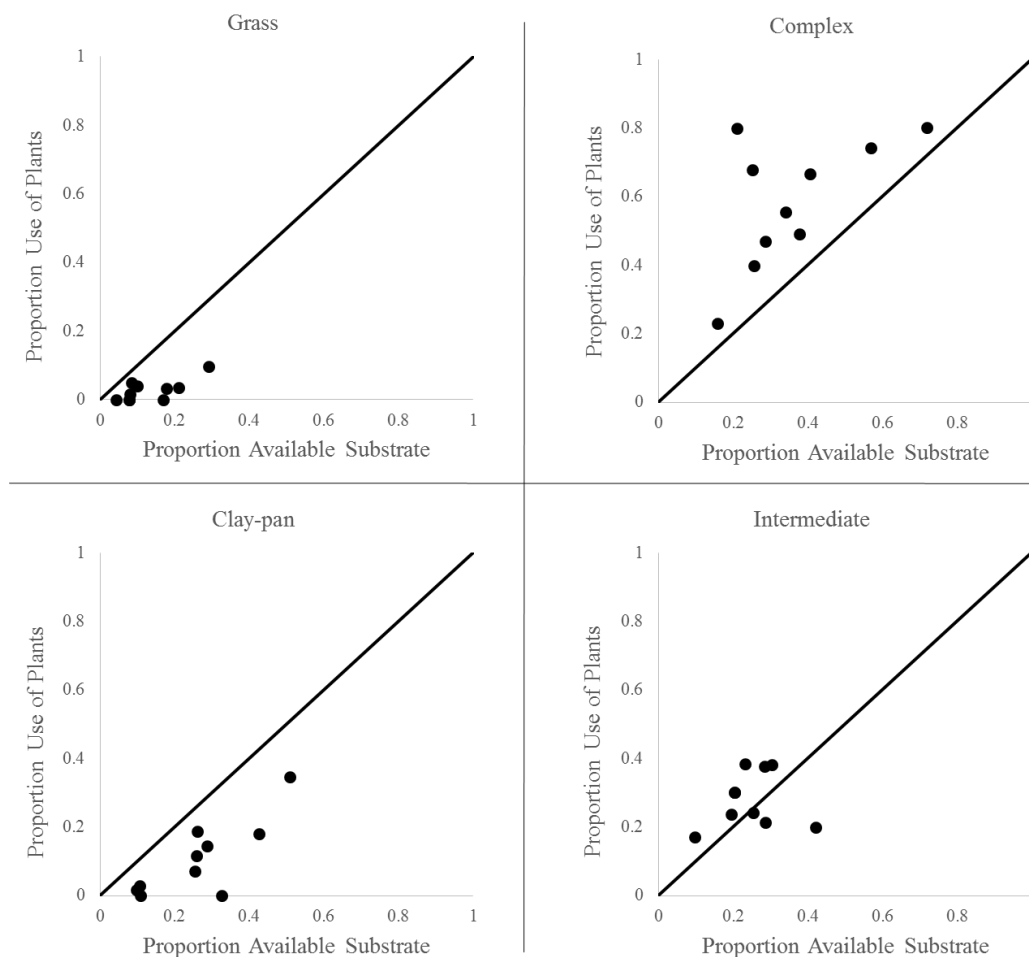 Grass
1
0.8
0.6
0.4
0.2
0
0 0.2 0.4 0.6 0.8 1
Proportion Use of Plants
Proportion Available Substrate
Complex
1
0.8
0.6
0.4
0.2
0
0 0.2 0.4 0.6 0.8
Proportion Use of Plants
Proportion Available Substrate
Clay-pan
1
0.8
0.6
0.4
0.2
0
0 0.2 0.4 0.6 0.8 1
Proportion Use of Plants
Proportion Available Substrate
Intermediate
1
0.8
0.6
0.4
0.2
0
0 0.2 0.4 0.6 0.8
Proportion Use of Plants
Proportion Available Substrate